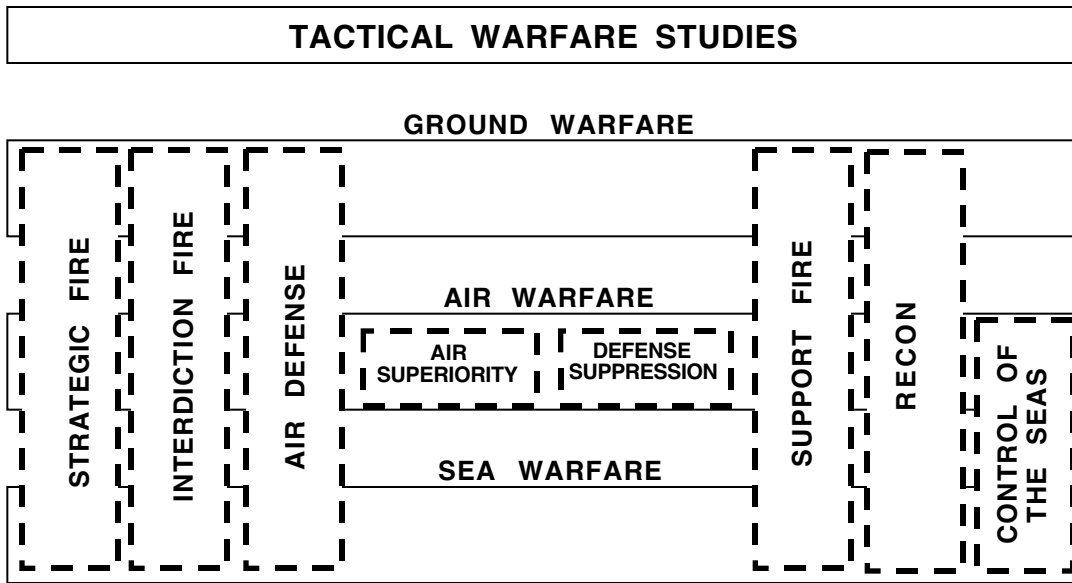 TACTICAL WARFARE STUDIES
GROUND WARFARE
STRATEGIC FIRE
INTERDICTION FIRE
AIR DEFENSE
AIR WARFARE
AIR
SUPERIORITY
DEFENSE
SUPPRESSION
SEA WARFARE
SUPPORT FIRE
RECON
CONTROL OF
THE SEAS